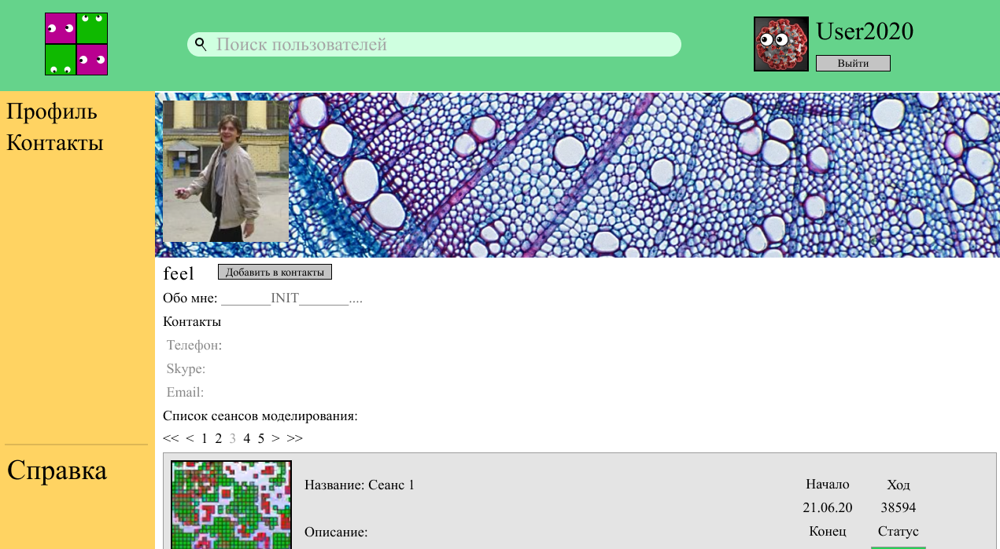 Поиск пользователей
User2020
Выйти
Профиль
Контакты
Справка
feel
Добавить в контакты
Обо мне: _______INIT_______....
Контакты
Телефон:
Skype:
Email:
Список сеансов моделирования:
<< < 1 2 3 4 5 > >>
Название: Сеанс 1
Описание:
Начало
Ход
21.06.20
38594
Конец
Статус